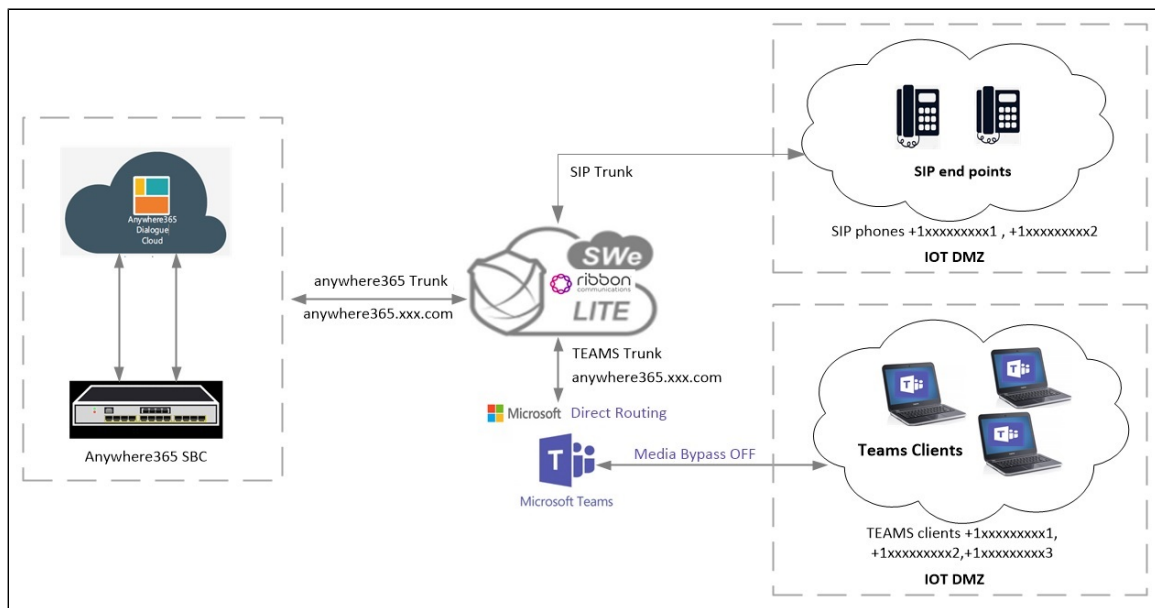 Anywhere365
Dialogue
Cloud
Anywhere365 SBC
anywhere365 Trunk
anywhere365.xxx.com
SIP Trunk
SWe
ribbon
communications
LITE
TEAMS Trunk
anywhere365.xxx.com
Microsoft Direct Routing
T
Microsoft Teams
Media Bypass OFF
SIP end points
SIP phones +1xxxxxxxxx1 , +1xxxxxxxxx2
IOT DMZ
T
T
T
Teams Clients
TEAMS clients +1xxxxxxxxx1,
+1xxxxxxxxx2,+1xxxxxxxxx3
IOT DMZ